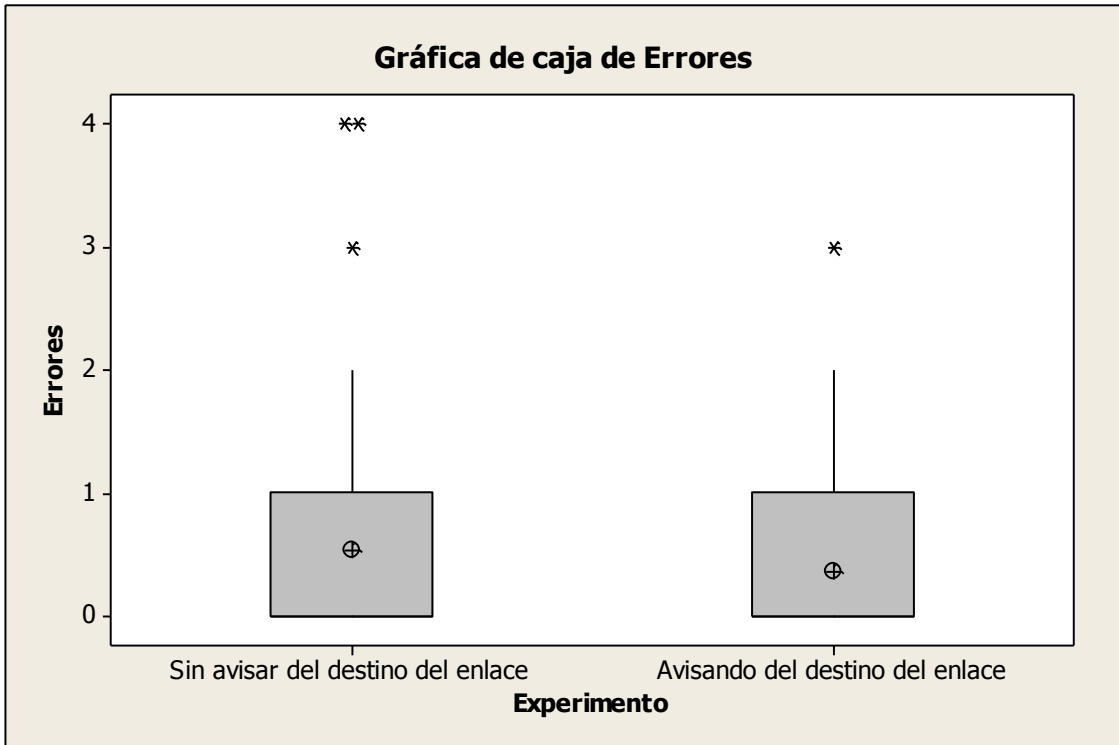 Gráfica de caja de Errores
4
3
2
1
0
Errores
Sin avisar del destino del enlace
Avisando del destino del enlace
Experimento